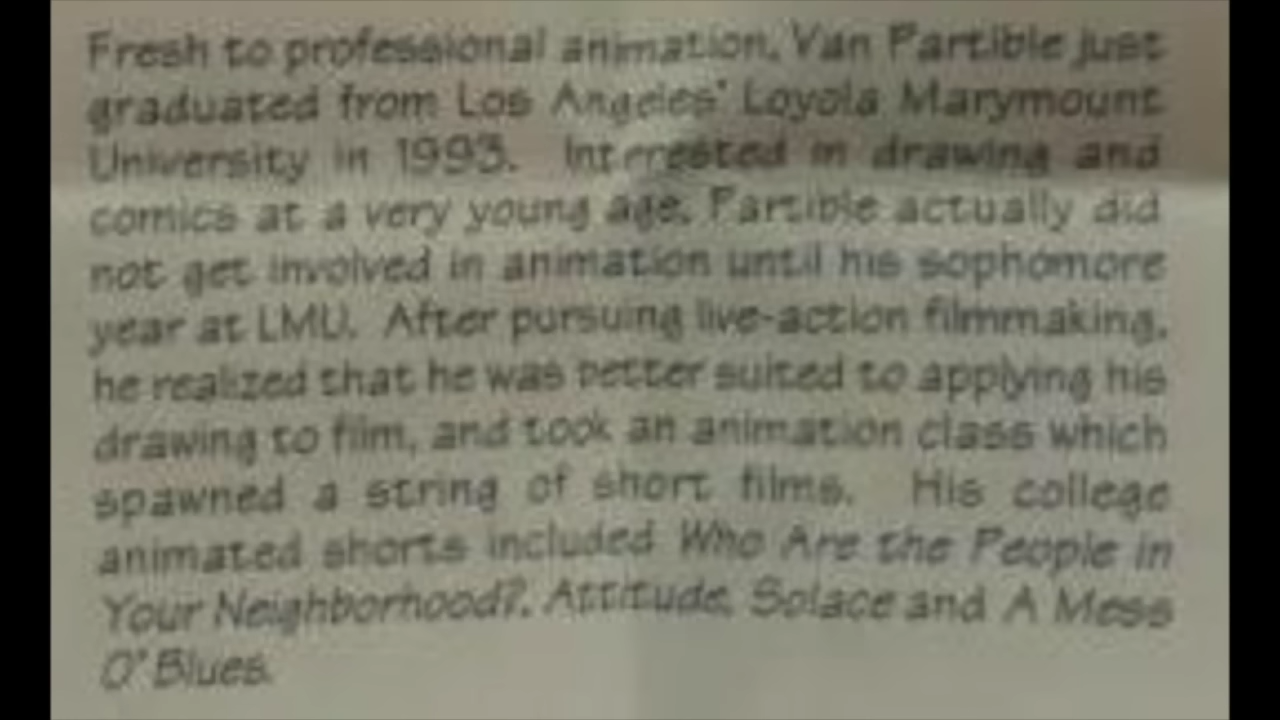 Fresh to professional animation, Van Partible just
graduated from Los Angeles' Loyola Marymount
University in 1993. Interested in drawing and
comics at a very young age, Partible actually did
not get involved in animation until his sophomore
year at LMU. After pursuing live-action filmmaking,
he realized that he was better suited to applying his
drawing to film, and took an animation class which
spawned a string of short films. His college
animated shorts included Who Are the People in
Your Neighborhood?, Attitude, Solace and A Mess
O' Blues.